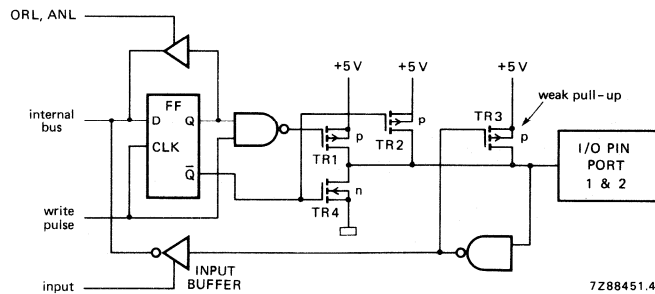 ORL, ANL
+5 V
+5 V
+5 V
weak pull-up
FF
TR3
internal
bus
D
Q
p
p
p
CLK
TR1
TR2
I/O PIN
PORT
1 & 2
Q
n
TR4
write
pulse
INPUT
BUFFER
input
7Z88451.4